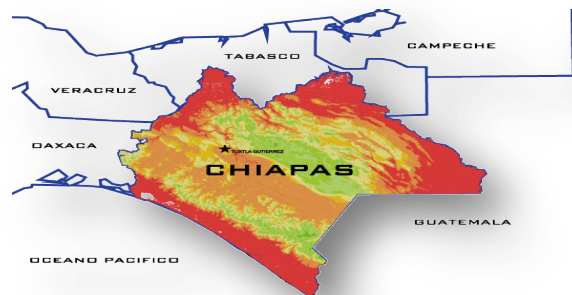 CAMPECHE
TABASCO
VERACRUZ
OAXACA
TUXTLA GUTIERREZ
CHIAPAS
GUATEMALA
OCEANO PACIFICO